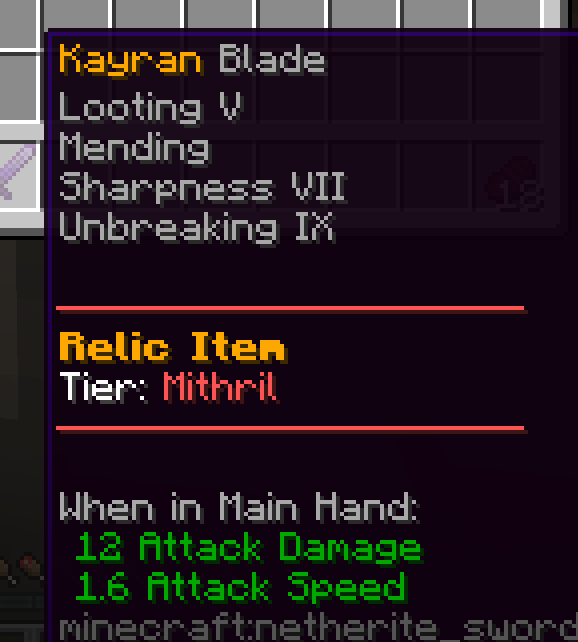 Kayran Blade
Looting V
Mending
Sharpness VII
Unbreaking IX
18
Relic Item
Tier: Mithril
When in Main Hand:
12 Attack Damage
1.6 Attack Speed
minecraft:netherite_sword